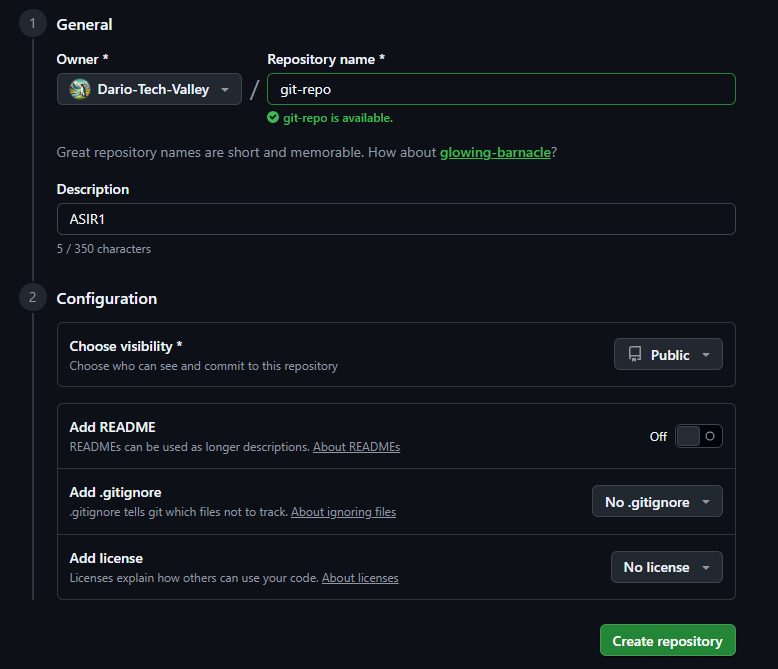 1 General
Owner * Repository name *
Dario-Tech-Valley / git-repo
git-repo is available.
Great repository names are short and memorable. How about glowing-barnacle?
Description
ASIR1
5 / 350 characters
2 Configuration
Choose visibility *
Choose who can see and commit to this repository
Public
Add README
READMEs can be used as longer descriptions. About READMEs
Off
Add .gitignore
.gitignore tells git which files not to track. About ignoring files
No .gitignore
Add license
Licenses explain how others can use your code. About licenses
No license
Create repository